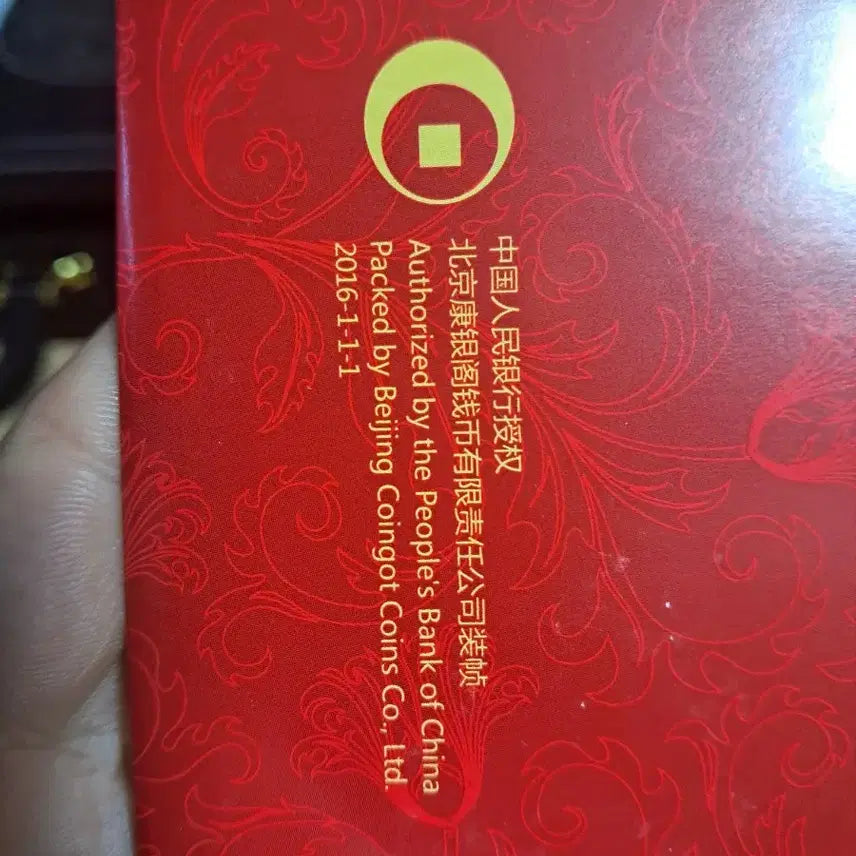 中国人民银行授权
北京康银阁钱币有限责任公司装帧
Authorized by the People's Bank of China
Packed by Beijing Coingot Coins Co., Ltd.
2016-1-1-1